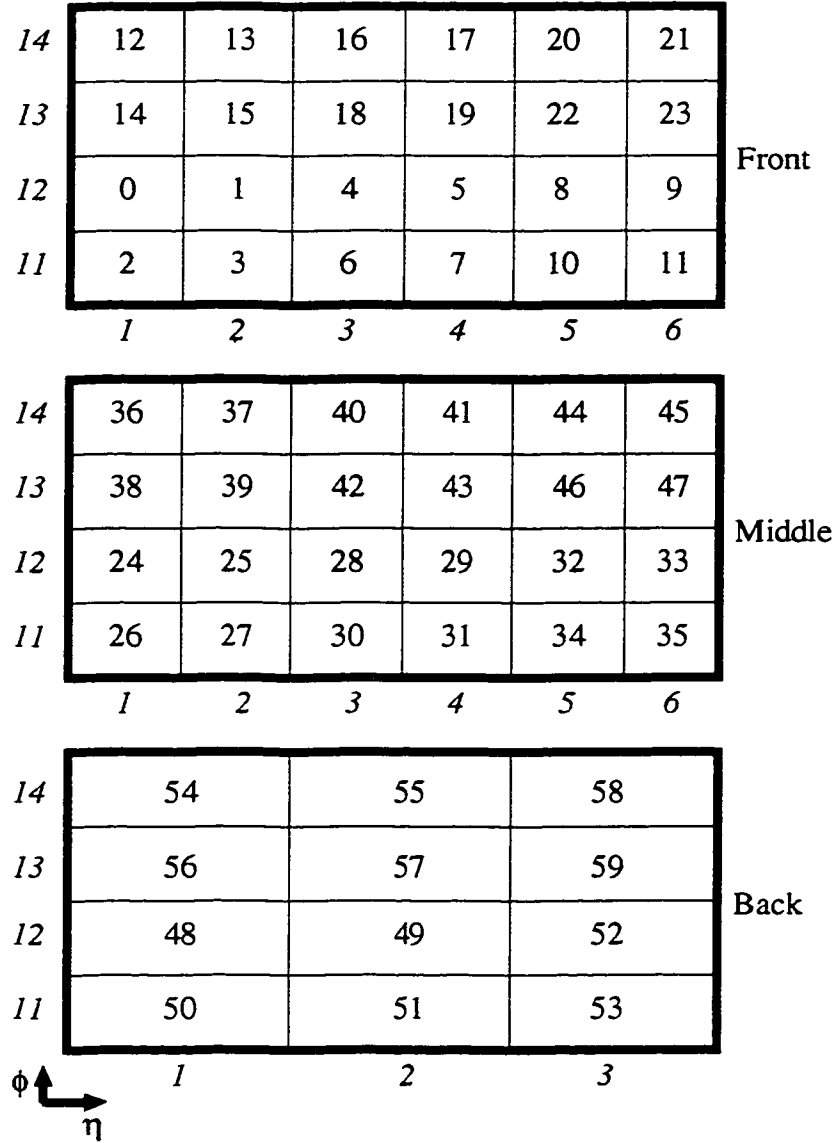 14 12 13 16 17 20 21
13 14 15 18 19 22 23
Front
12 0 1 4 5 8 9
11 2 3 6 7 10 11
1 2 3 4 5 6
14 36 37 40 41 44 45
13 38 39 42 43 46 47
Middle
12 24 25 28 29 32 33
11 26 27 30 31 34 35
1 2 3 4 5 6
14 54 55 58
13 56 57 59
Back
12 48 49 52
11 50 51 53
1 2 3
ϕ
η